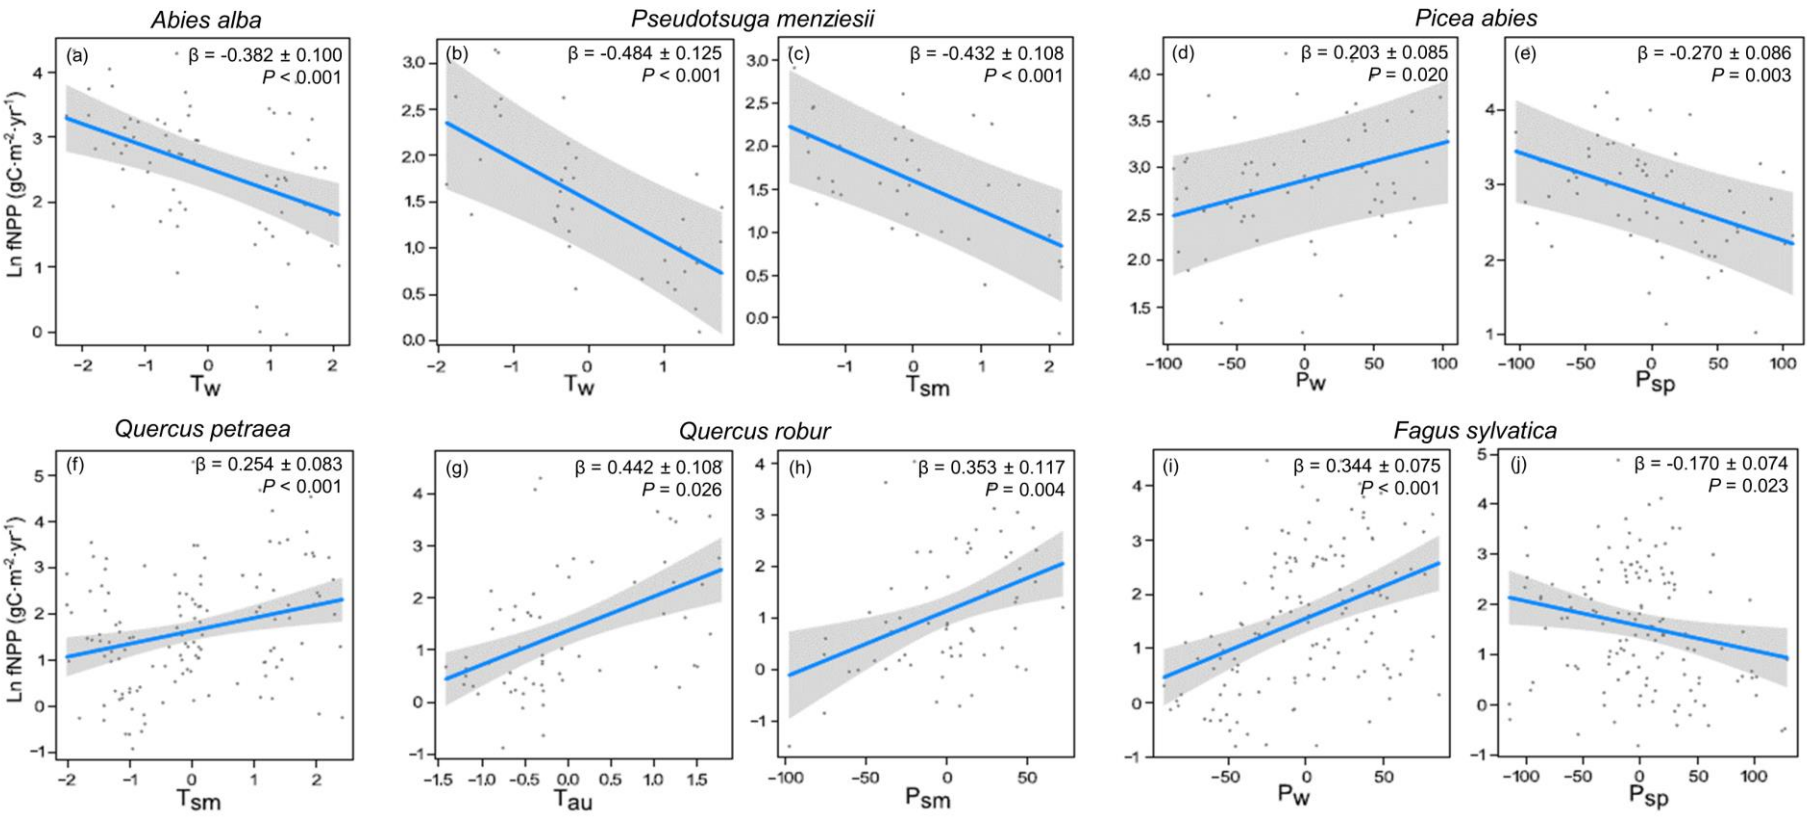 Abies alba
Pseudotsuga menziesii
Picea abies
(a)
β = -0.382 ± 0.100
P < 0.001
4
3
2
1
0
Ln fNPP (gC·m-2·yr-1)
−2 −1 0 1 2
Tw
(b)
β = -0.484 ± 0.125
P < 0.001
3,0
2.5
2.0
1.5
1.0
0.5
0.0
−2 −1 0 1
Tw
(c)
β = -0.432 ± 0.108
P < 0.001
3.0
2.5
2.0
1.5
1.0
0.5
0.0
−1 0 1 2
Tsm
(d)
β = 0.203 ± 0.085
P = 0.020
4,0
3.5
3.0
2.5
2.0
1.5
−100 −50 0 50 100
Pw
(e)
β = -0.270 ± 0.086
P = 0.003
4
3
2
1
−100 −50 0 50 100
Psp
Quercus petraea
Quercus robur
Fagus sylvatica
(f)
β = 0.254 ± 0.083
P < 0.001
5
4
3
2
1
0
−1
Ln fNPP (gC·m-2·yr-1)
−2 −1 0 1 2
Tsm
(g)
β = 0.442 ± 0.108
P = 0.026
4
3
2
1
0
−1
−1.5 −1.0 −0.5 0.0 0.5 1.0 1.5
Tau
(h)
β = 0.353 ± 0.117
P = 0.004
4
3
2
1
0
−1
−100 −50 0 50
Psm
(i)
β = 0.344 ± 0.075
P < 0.001
4
3
2
1
0
−1
−50 0 50
Pw
(j)
β = -0.170 ± 0.074
P = 0.023
5
4
3
2
1
0
−1
−100 −50 0 50 100
Psp